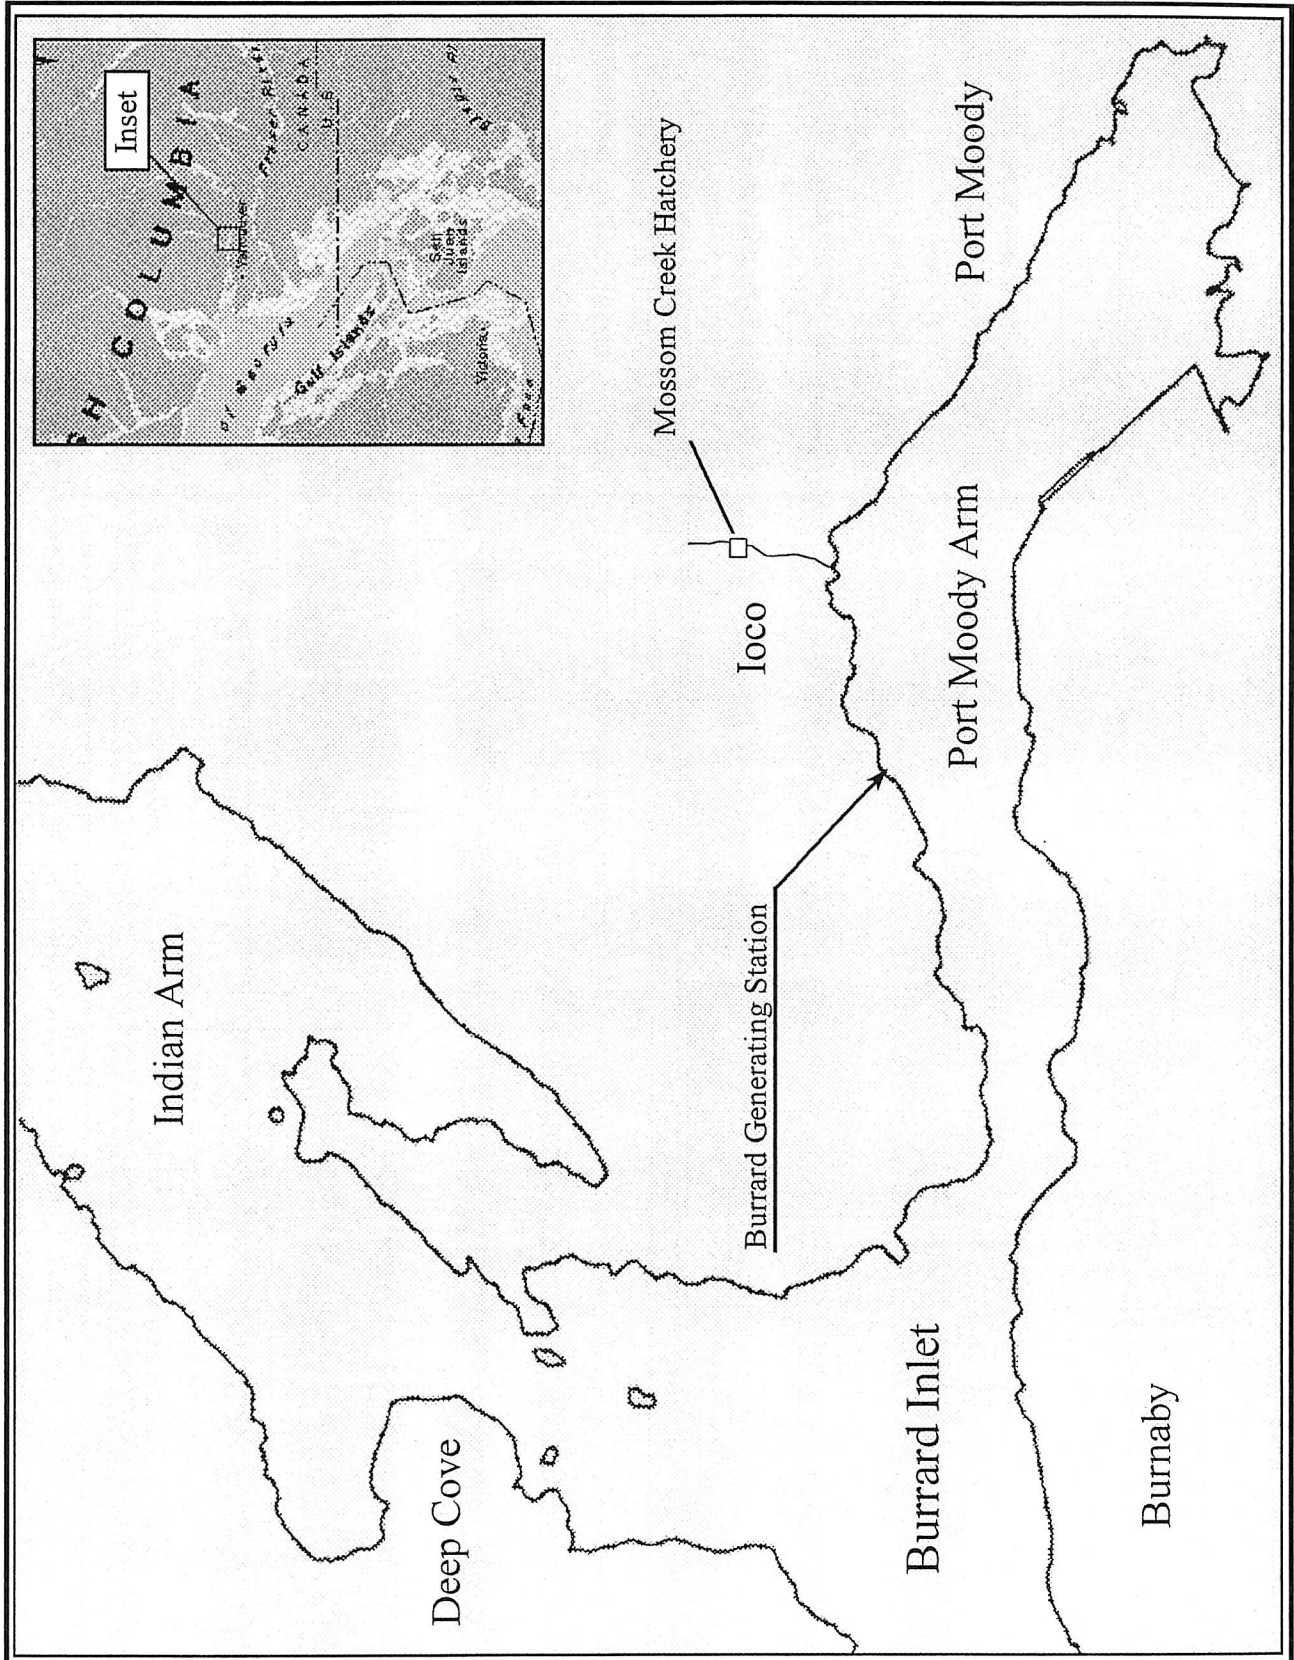 Inset
CANADA
U.S
Vancouver
Gulf Islands
San
Juan
Islands
Victoria
Indian Arm
Deep Cove
Mossom Creek Hatchery
Ioco
Port Moody
Burrard Generating Station
Port Moody Arm
Burrard Inlet
Burnaby